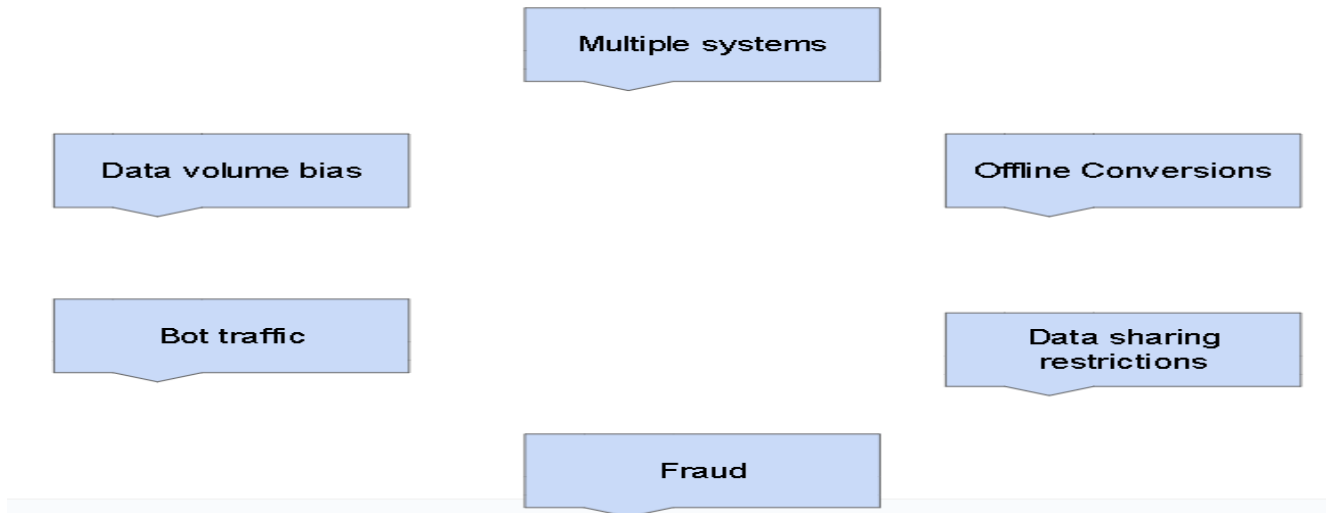 Multiple systems
Data volume bias
Offline Conversions
Bot traffic
Data sharing
restrictions
Fraud